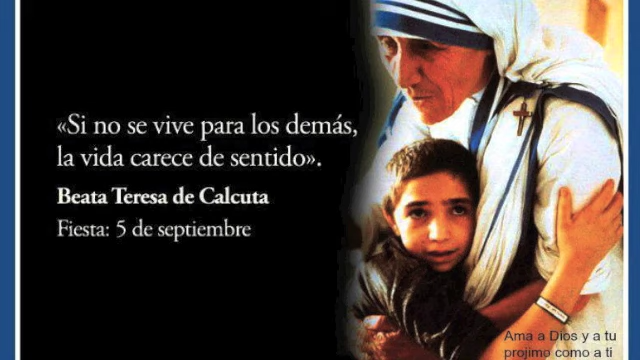 «Si no se vive para los demás,
la vida carece de sentido».
Beata Teresa de Calcuta
Fiesta: 5 de septiembre
Ama a Dios y a tu
projimo como a ti